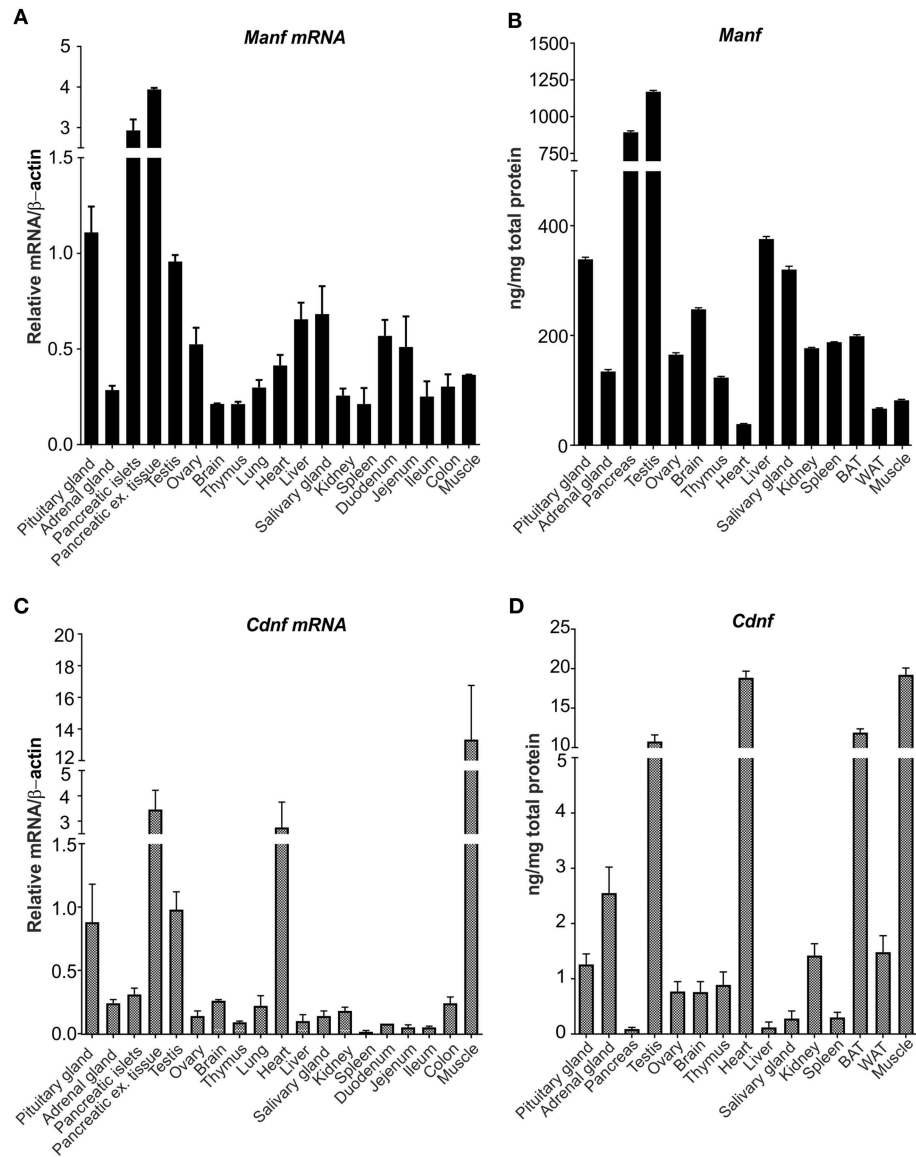 A
Manf mRNA
Relative mRNA/β-actin
5
4
3
1.5
1.0
0.5
0.0
Pituitary gland
Adrenal gland
Pancreatic islets
Pancreatic ex. tissue
Testis
Ovary
Brain
Thymus
Lung
Heart
Liver
Salivary gland
Kidney
Spleen
Duodenum
Jejenum
Ileum
Colon
Muscle
B
Manf
ng/mg total protein
1500
1250
1000
750
400
200
0
Pituitary gland
Adrenal gland
Pancreas
Testis
Ovary
Brain
Thymus
Heart
Liver
Salivary gland
Kidney
Spleen
BAT
WAT
Muscle
C
Cdnf mRNA
Relative mRNA/β-actin
20
18
16
14
12
5
4
3
1.5
1.0
0.5
0.0
Pituitary gland
Adrenal gland
Pancreatic islets
Pancreatic ex. tissue
Testis
Ovary
Brain
Thymus
Lung
Heart
Liver
Salivary gland
Kidney
Spleen
Duodenum
Jejenum
Ileum
Colon
Muscle
D
Cdnf
ng/mg total protein
25
20
15
10
5
4
3
2
1
0
Pituitary gland
Adrenal gland
Pancreas
Testis
Ovary
Brain
Thymus
Heart
Liver
Salivary gland
Kidney
Spleen
BAT
WAT
Muscle